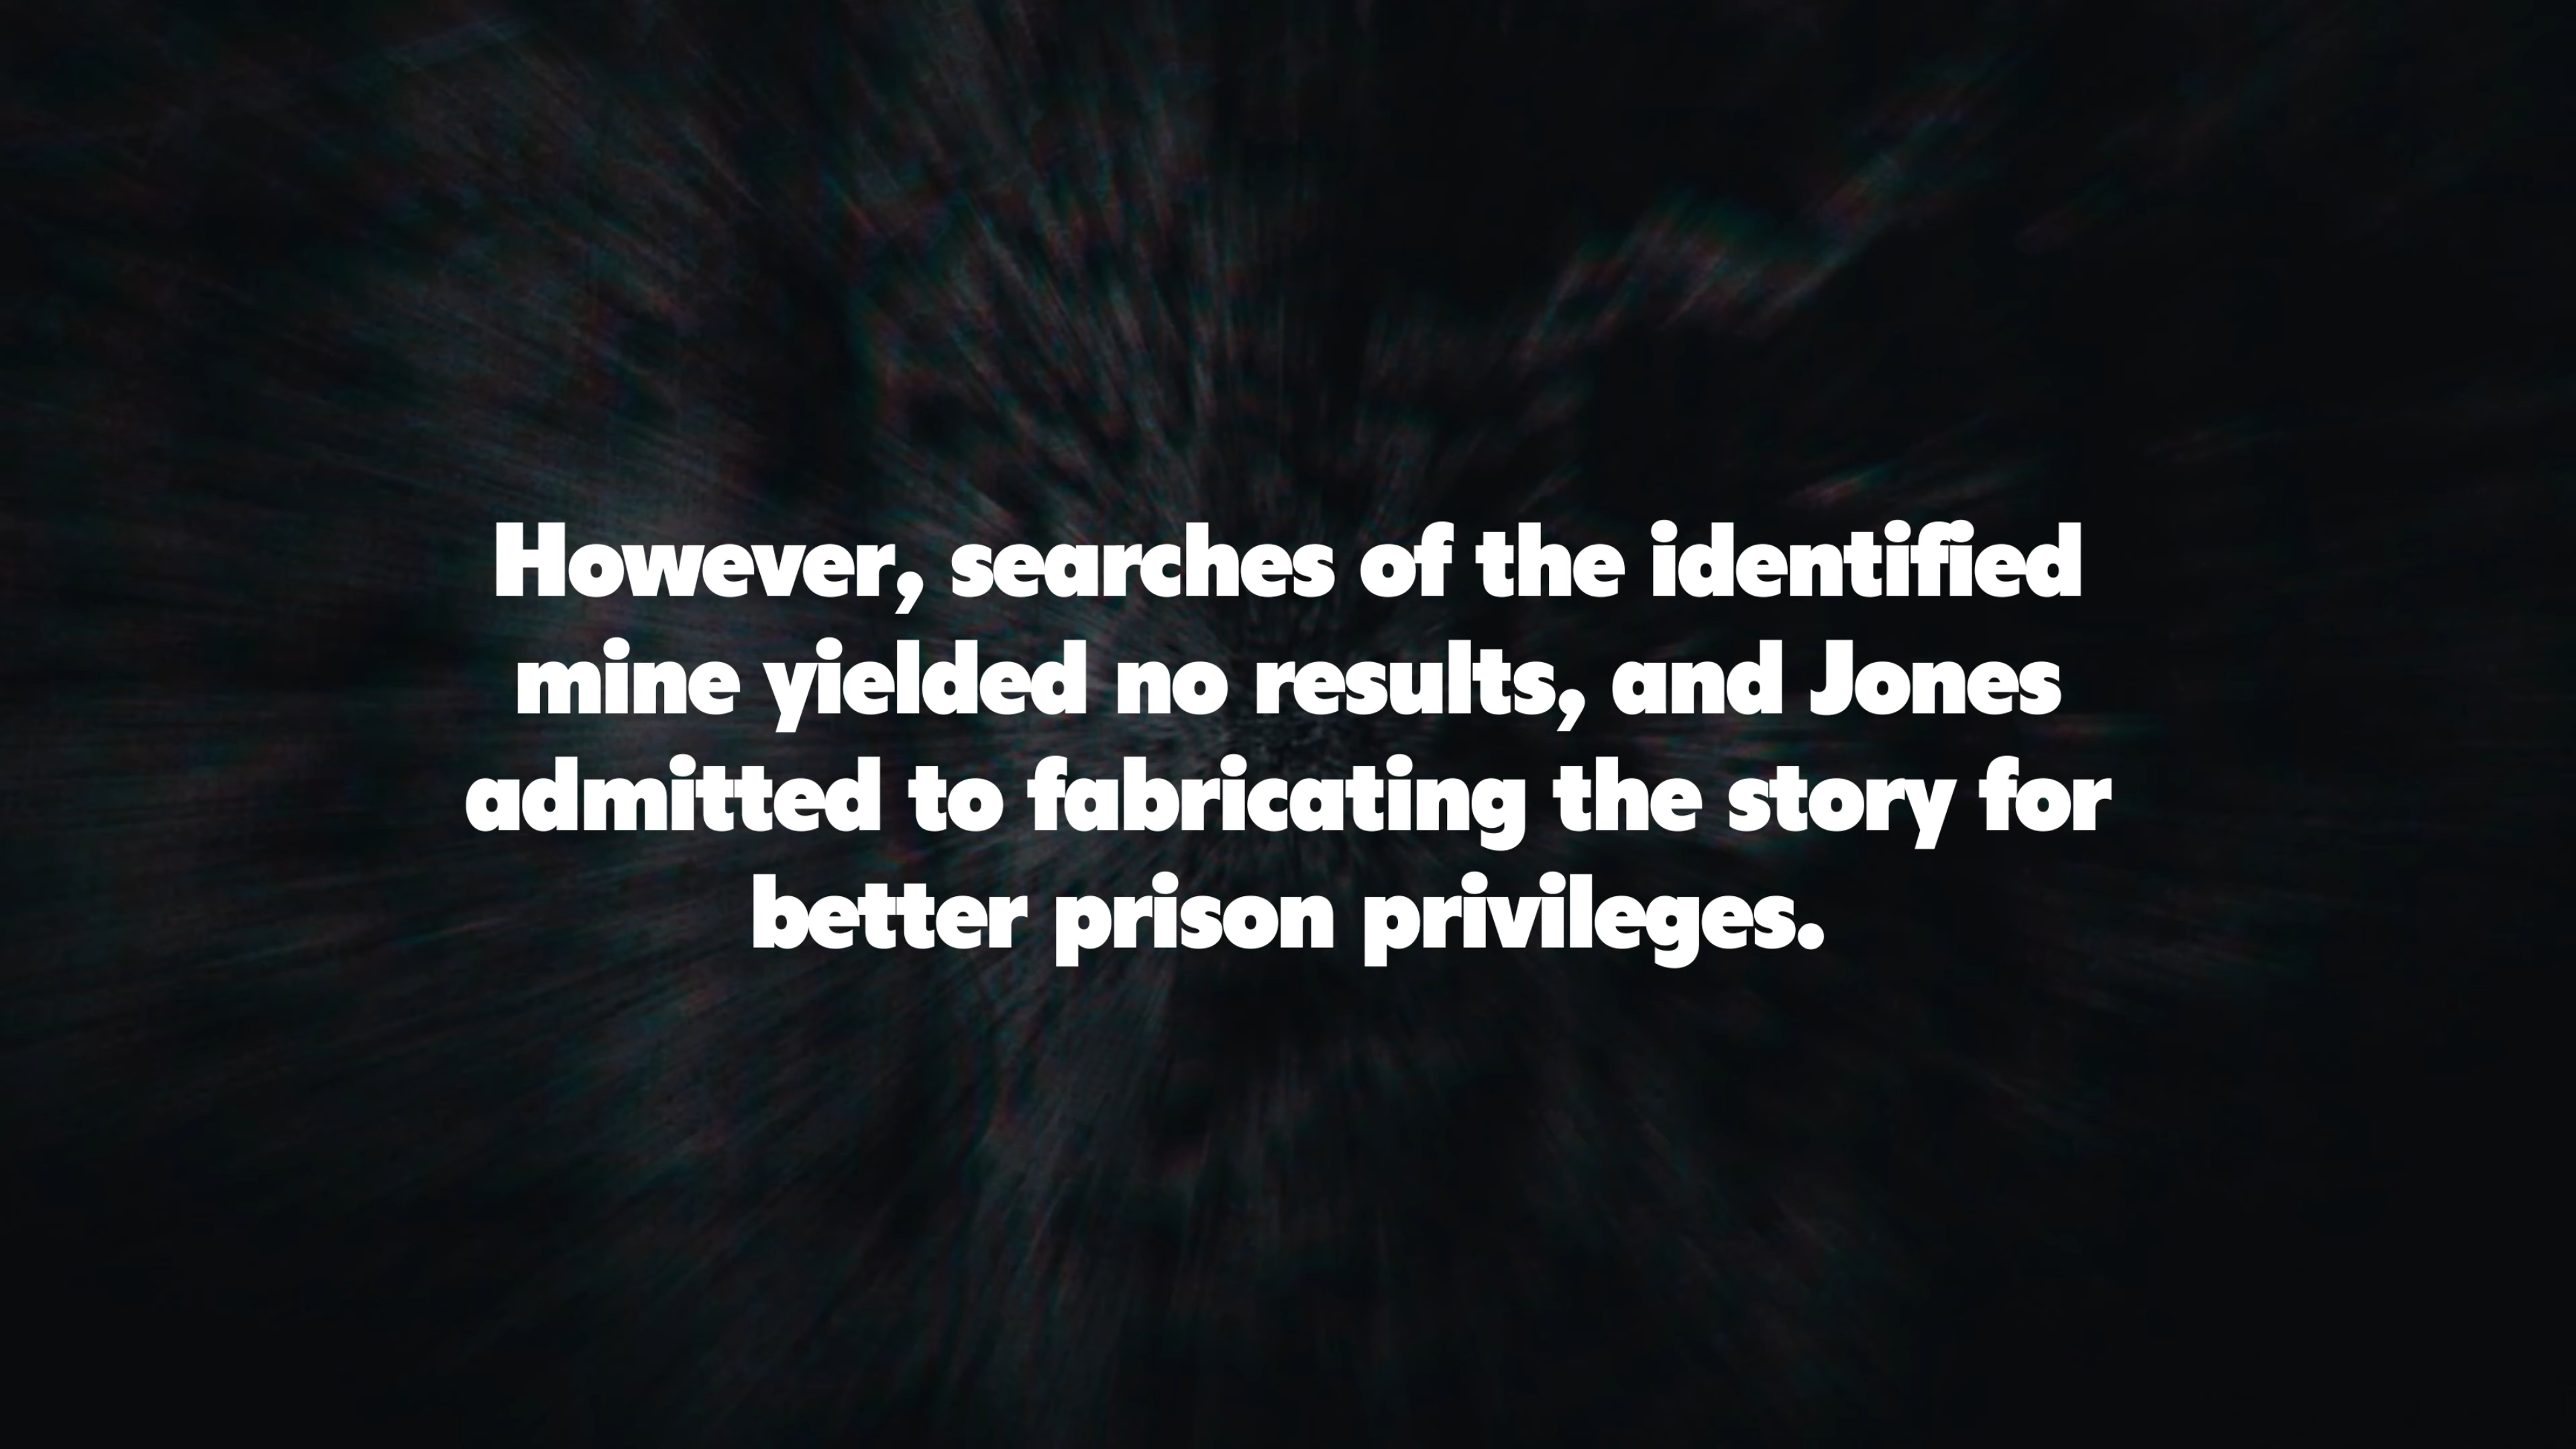 However, searches of the identified
mine yielded no results, and Jones
admitted to fabricating the story for
better prison privileges.